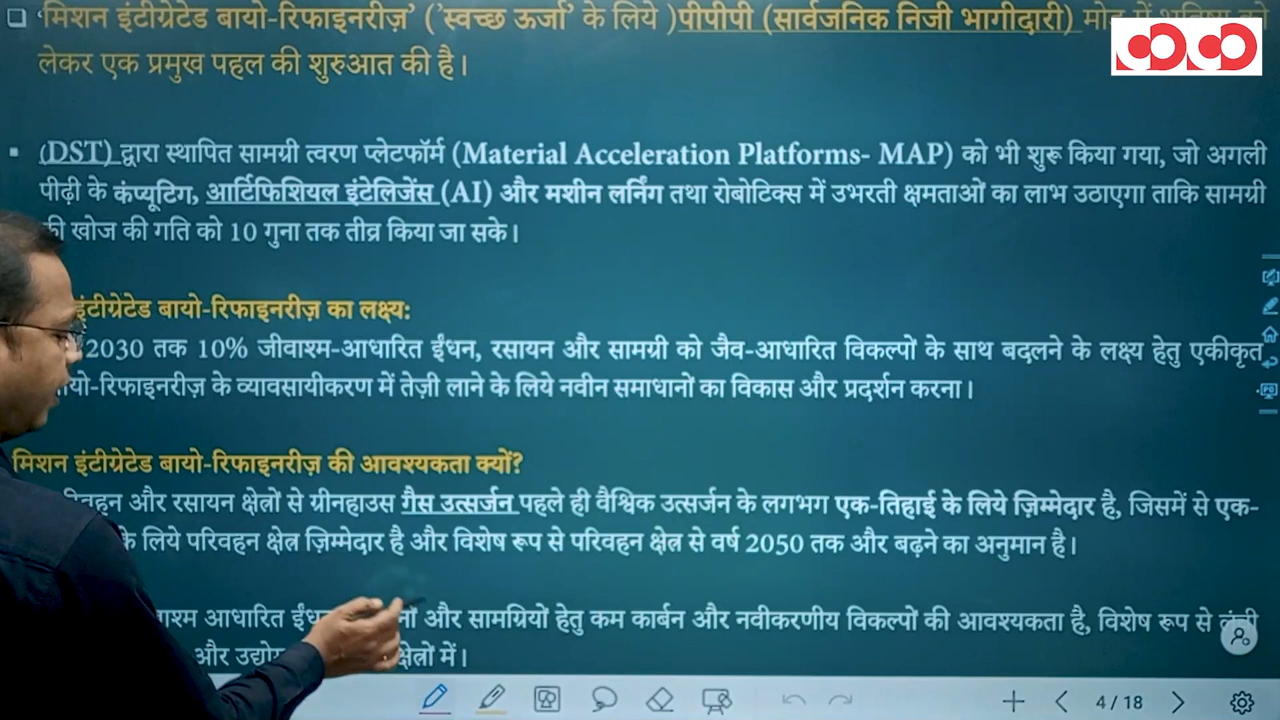 'मिशन इंटीग्रेटेड बायो-रिफाइनरीज़' ('स्वच्छ ऊर्जा' के लिये )पीपीपी (सार्वजनिक निजी भागीदारी)
लेकर एक प्रमुख पहल की शुरुआत की है।
(DST) द्वारा स्थापित सामग्री त्वरण प्लेटफॉर्म (Material Acceleration Platforms- MAP) को भी शुरू किया गया, जो अगली
पीढ़ी के कंप्यूटिंग, आर्टिफिशियल इंटेलिजेंस (AI) और मशीन लर्निंग तथा रोबोटिक्स में उभरती क्षमताओं का लाभ उठाएगा ताकि सामग्री
की खोज की गति को 10 गुना तक तीव्र किया जा सके।
इंटीग्रेटेड बायो-रिफाइनरीज़ का लक्ष्य:
2030 तक 10% जीवाश्म-आधारित ईंधन, रसायन और सामग्री को जैव-आधारित विकल्पों के साथ बदलने के लक्ष्य हेतु एकीकृत
रिफाइनरीज़ के व्यावसायीकरण में तेज़ी लाने के लिये नवीन समाधानों का विकास और प्रदर्शन करना।
मिशन इंटीग्रेटेड बायो-रिफाइनरीज़ की आवश्यकता क्यों?
और रसायन क्षेत्रों से ग्रीनहाउस गैस उत्सर्जन पहले ही वैश्विक उत्सर्जन के लगभग एक-तिहाई के लिये ज़िम्मेदार है, जिसमें से एक-
के लिये परिवहन क्षेत्र ज़िम्मेदार है और विशेष रूप से परिवहन क्षेत्र से वर्ष 2050 तक और बढ़ने का अनुमान है।
आधारित और सामग्रियों हेतु कम कार्बन और नवीकरणीय विकल्पों की आवश्यकता है, विशेष रूप से
और क्षेत्रों में।
4 / 18